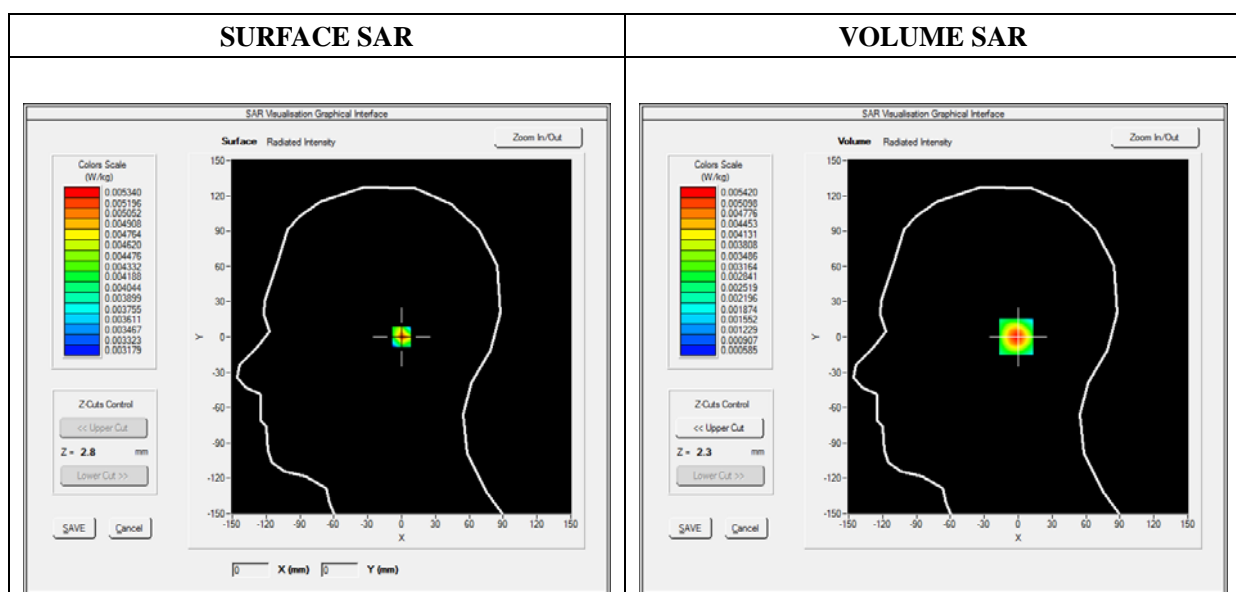 SURFACE SAR
VOLUME SAR
SAR Visualisation Graphical Interface
Surface Radiated Intensity
Zoom In/Out
Colors Scale
(W/kg)
0.005340
0.005196
0.005052
0.004908
0.004764
0.004620
0.004476
0.004332
0.004188
0.004044
0.003899
0.003755
0.003611
0.003467
0.003323
0.003179
Z-Cuts Control
<< Upper Cut
Z = 2.8 mm
Lower Cut >>
SAVE Cancel
150
120
90
60
30
0
-30
-60
-90
-120
-150
Y
-150 -120 -90 -60 -30 0 30 60 90 120 150
X
0 X (mm) 0 Y (mm)
SAR Visualisation Graphical Interface
Volume Radiated Intensity
Zoom In/Out
Colors Scale
(W/kg)
0.005420
0.005098
0.004776
0.004453
0.004131
0.003808
0.003486
0.003164
0.002841
0.002519
0.002196
0.001874
0.001552
0.001229
0.000907
0.000585
Z-Cuts Control
<< Upper Cut
Z = 2.3 mm
Lower Cut >>
SAVE Cancel
150
120
90
60
30
0
-30
-60
-90
-120
-150
Y
-150 -120 -90 -60 -30 0 30 60 90 120 150
X